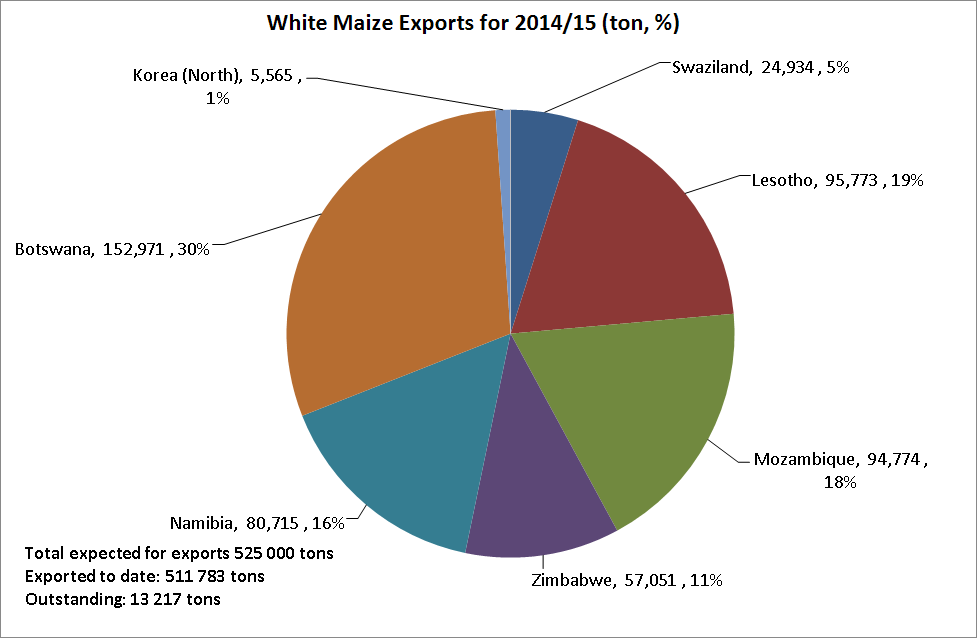 White Maize Exports for 2014/15 (ton, %)
Korea (North), 5,565 ,
1%
Swaziland, 24,934 , 5%
Lesotho, 95,773 , 19%
Botswana, 152,971 , 30%
Mozambique, 94,774 ,
18%
Namibia, 80,715 , 16%
Zimbabwe, 57,051 , 11%
Total expected for exports 525 000 tons
Exported to date: 511 783 tons
Outstanding: 13 217 tons